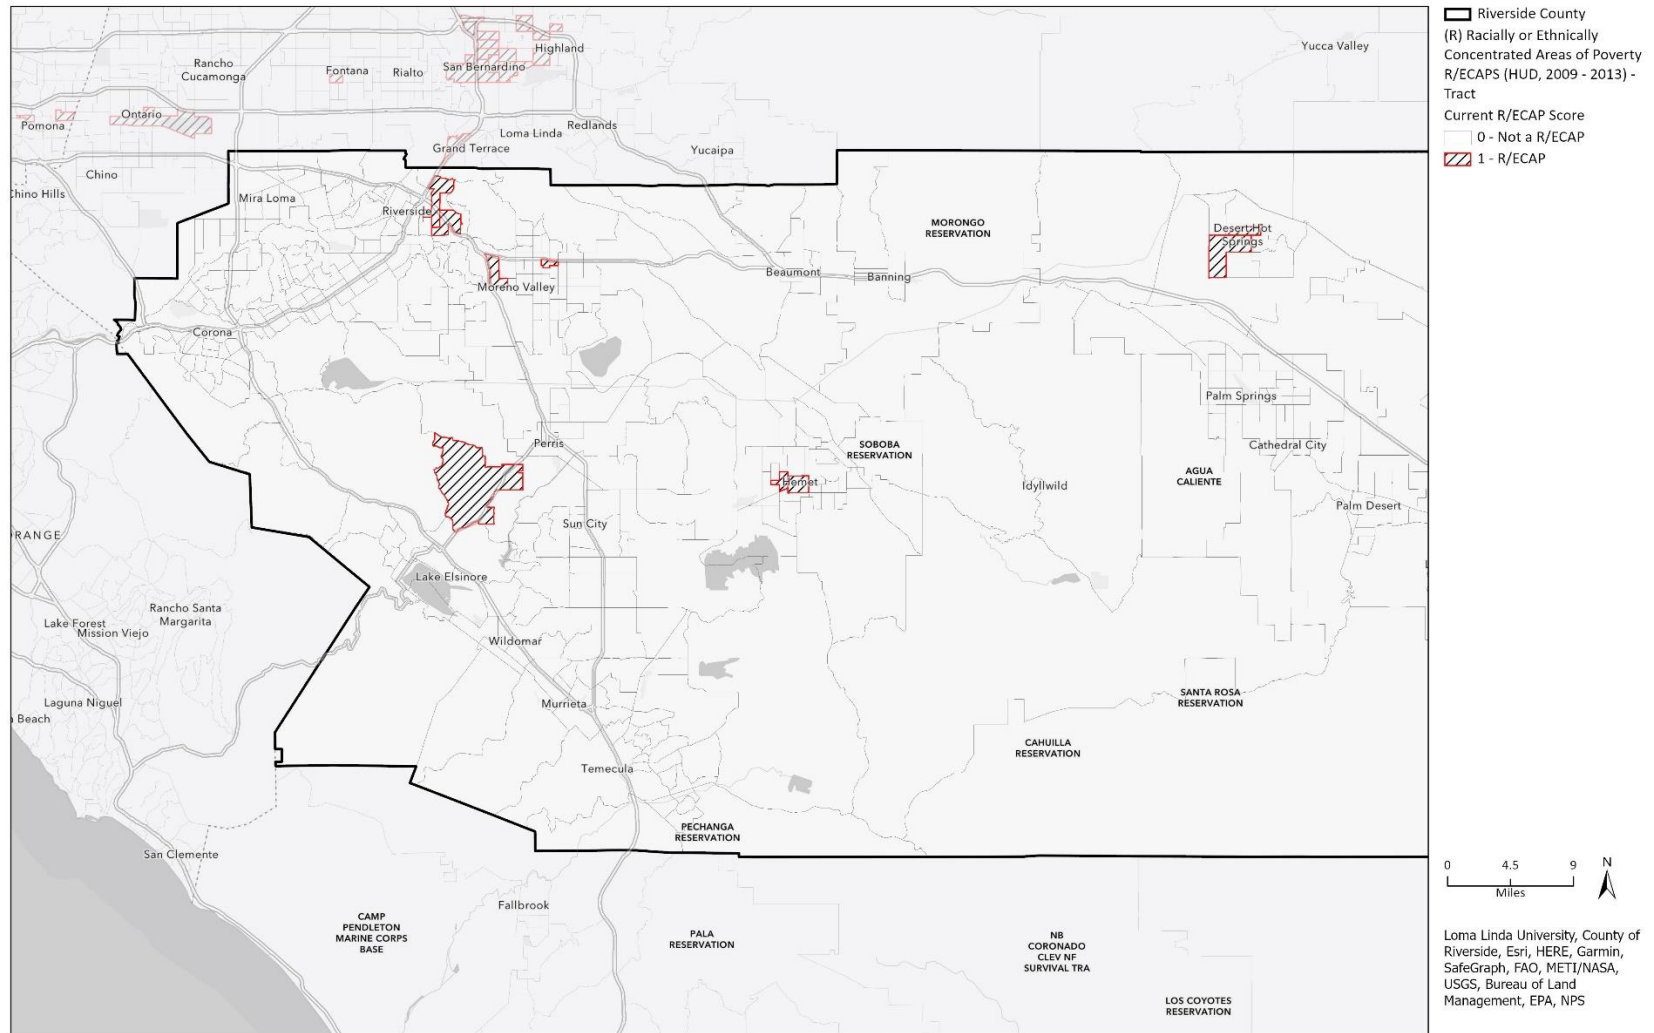 Highland
Yucca Valley
Rancho
Cucamonga
Fontana
Rialto
San Bernardino
Ontario
Pomona
Loma Linda
Redlands
Grand Terrace
Yucaipa
Chino
Chino Hills
Mira Loma
Riverside
MORONGO
RESERVATION
Desert Hot
Springs
Beaumont
Banning
Moreno Valley
Corona
Palm Springs
Perris
SOBOBA
RESERVATION
Cathedral City
Hemet
Idyllwild
AGUA
CALIENTE
Palm Desert
Sun City
RANGE
Lake Elsinore
Rancho Santa
Margarita
Lake Forest
Mission Viejo
Wildomar
Laguna Niguel
a Beach
Murrieta
SANTA ROSA
RESERVATION
CAHUILLA
RESERVATION
Temecula
PECHANGA
RESERVATION
San Clemente
Fallbrook
CAMP
PENDLETON
MARINE CORPS
BASE
PALA
RESERVATION
NB
CORONADO
CLEV NF
SURVIVAL TRA
LOS COYOTES
RESERVATION
Riverside County
(R) Racially or Ethnically
Concentrated Areas of Poverty
R/ECAPS (HUD, 2009 - 2013) -
Tract
Current R/ECAP Score
0 - Not a R/ECAP
1 - R/ECAP
0 4.5 9 N
Miles
Loma Linda University, County of
Riverside, Esri, HERE, Garmin,
SafeGraph, FAO, METI/NASA,
USGS, Bureau of Land
Management, EPA, NPS